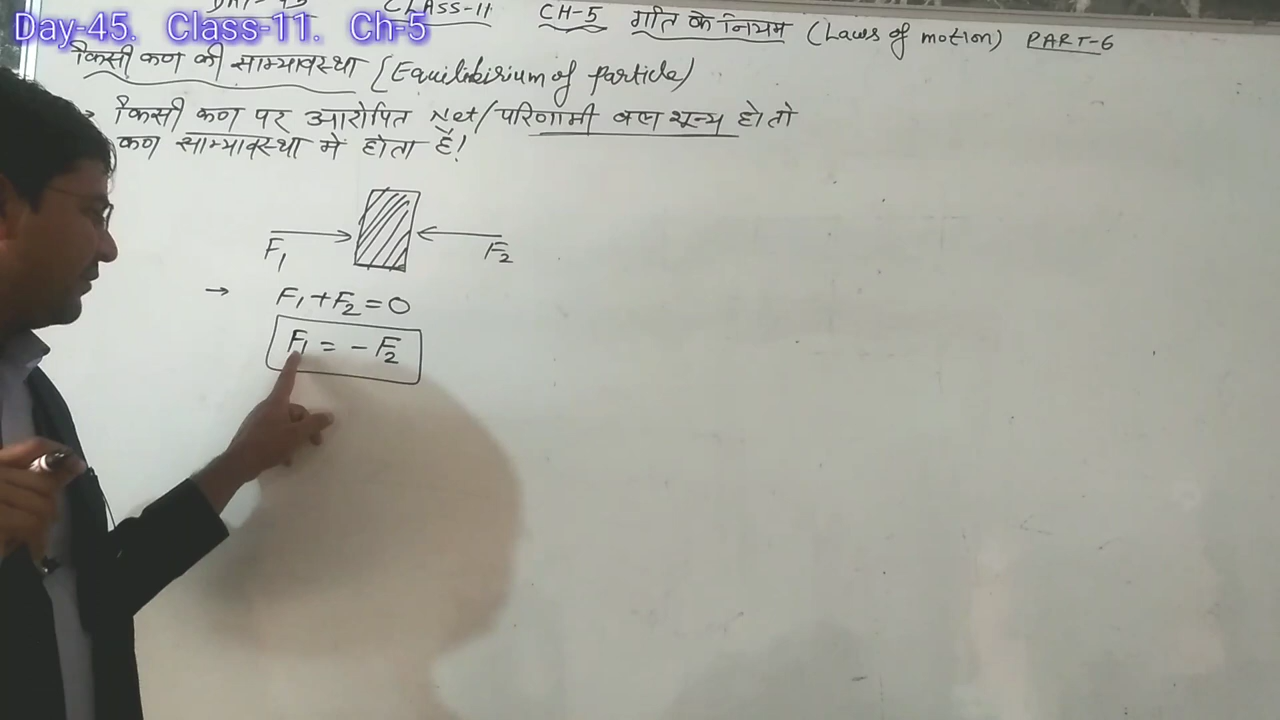 Day-45. Class-11. Ch-5
CLASS-11 CH-5 गति के नियम (Laws of motion) PART-6
किसी कण की साम्यावस्था (Equilibirium of particle)
किसी कण पर आरोपित Net/परिणामी बल शून्य हो तो
कण साम्यावस्था में होता है!
F₁ F₂
→ F₁+F₂=0
F₁ = -F₂